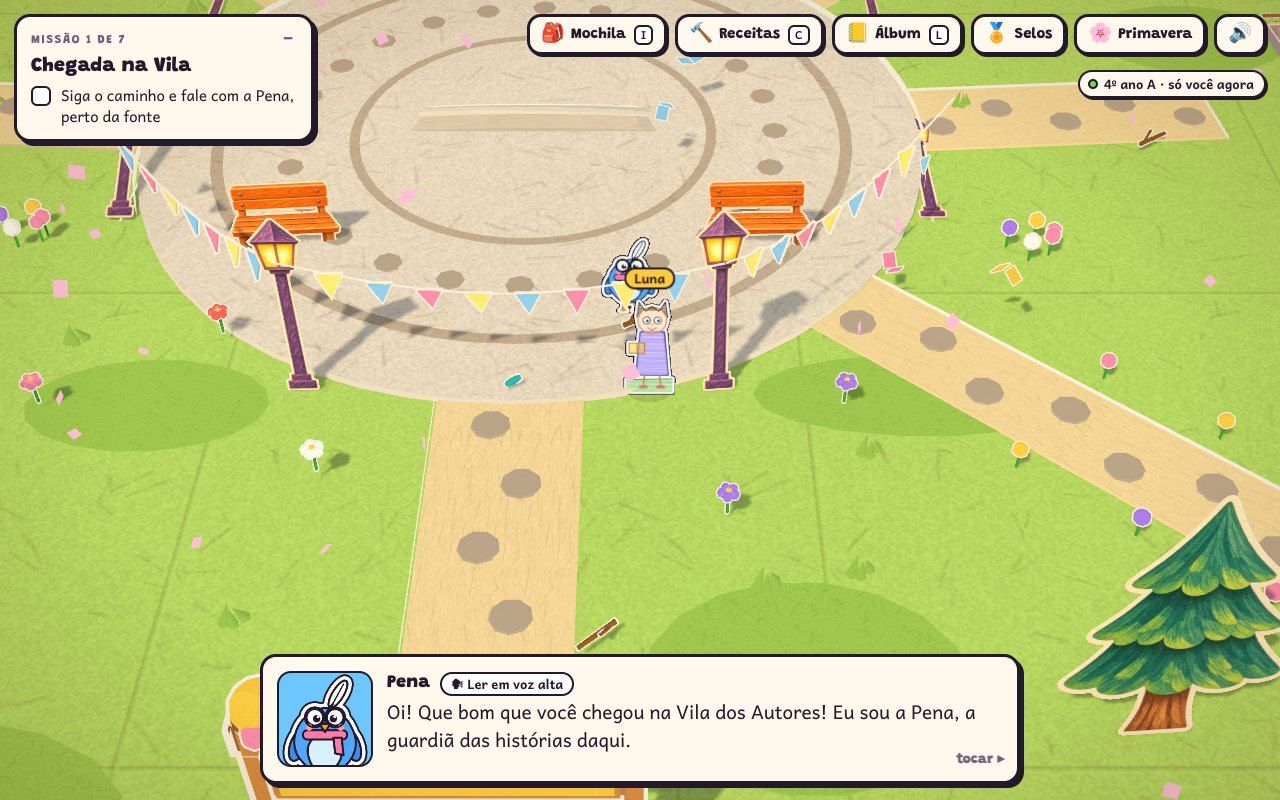 MISSÃO 1 DE 7
Chegada na Vila
Siga o caminho e fale com a Pena,
perto da fonte
Mochila I
Receitas C
Álbum L
Selos
Primavera
4º ano A · só você agora
Luna
Pena
Ler em voz alta
Oi! Que bom que você chegou na Vila dos Autores! Eu sou a Pena, a
guardiã das histórias daqui.
tocar ▸